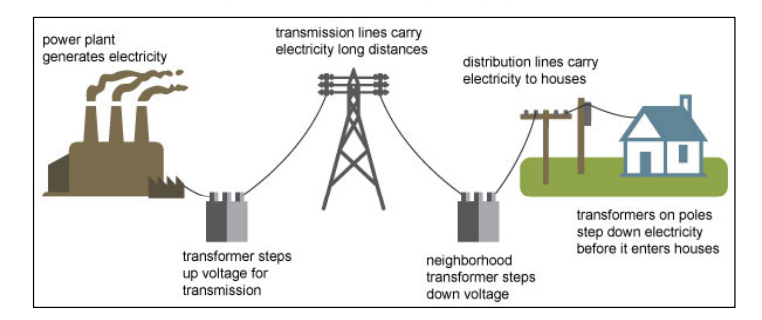 power plant
generates electricity
transmission lines carry
electricity long distances
distribution lines carry
electricity to houses
transformer steps
up voltage for
transmission
neighborhood
transformer steps
down voltage
transformers on poles
step down electricity
before it enters houses